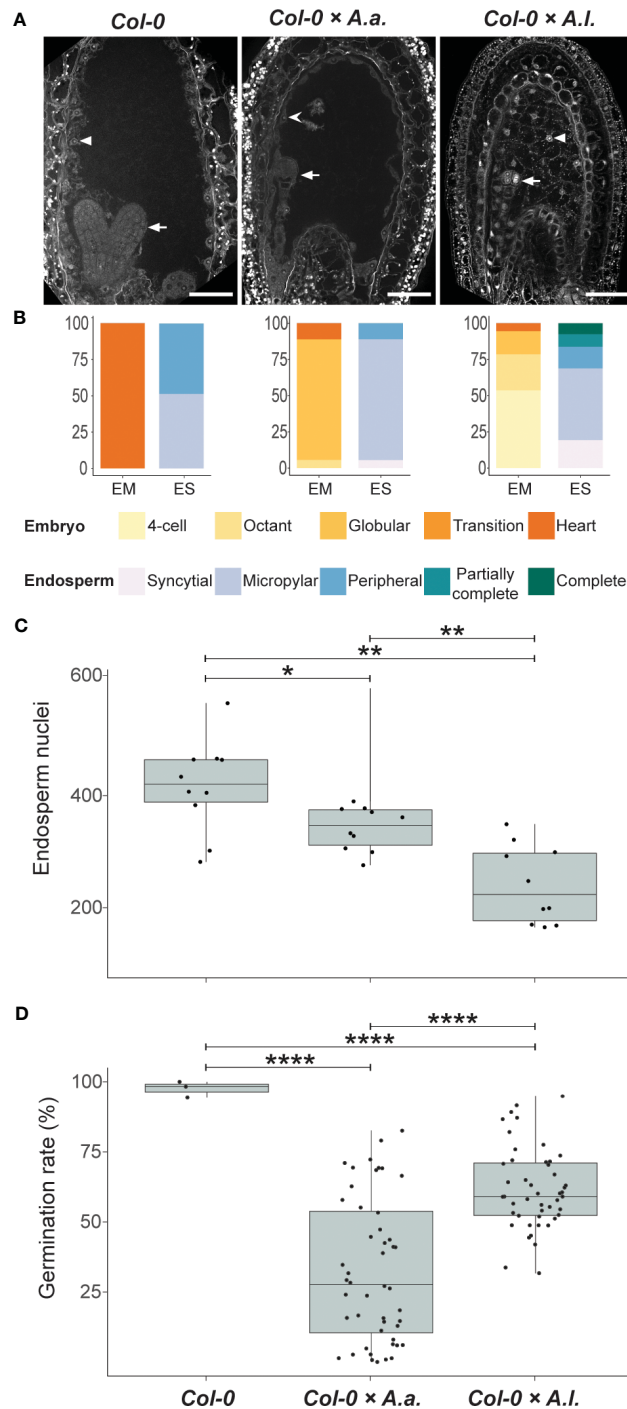 A
Col-0 Col-0 × A.a. Col-0 × A.l.
B
100 100 100
75 75 75
50 50 50
25 25 25
0 0 0
EM ES EM ES EM ES
Embryo 4-cell Octant Globular Transition Heart
Endosperm Syncytial Micropylar Peripheral Partially complete Complete
C
**
**
*
600
400
200
Endosperm nuclei
D
****
****
****
100
75
50
25
Germination rate (%)
Col-0 Col-0 × A.a. Col-0 × A.l.